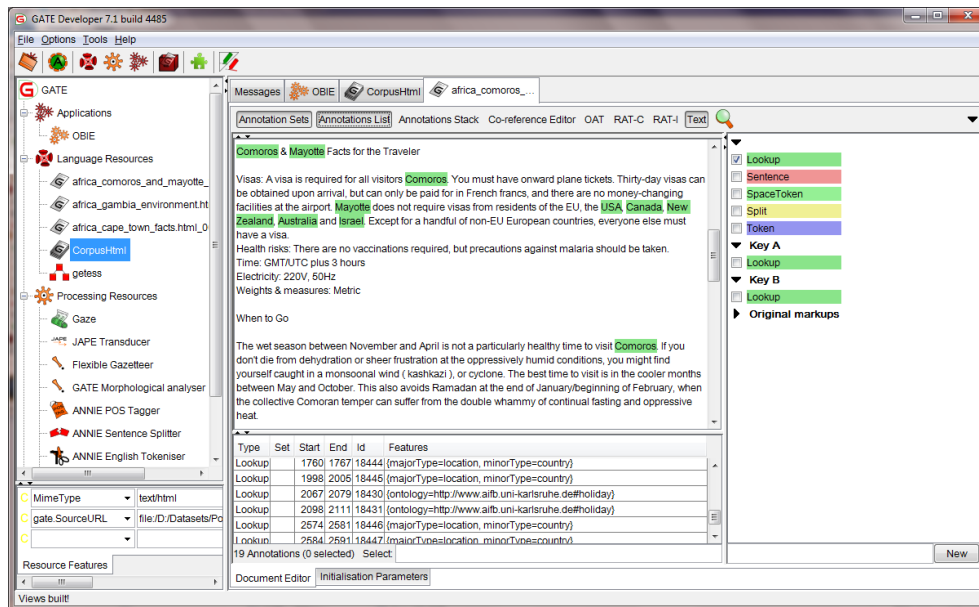 GATE Developer 7.1 build 4485
File Options Tools Help
GATE
Applications
OBIE
Language Resources
africa_comoros_and_mayotte_
africa_gambia_environment.ht
africa_cape_town_facts.html_0
CorpusHtml
getess
Processing Resources
Gaze
JAPE Transducer
Flexible Gazetteer
GATE Morphological analyser
ANNIE POS Tagger
ANNIE Sentence Splitter
ANNIE English Tokeniser
C MimeType text/html
C gate.SourceURL file:/D:/Datasets/Po
C
Resource Features
Views built!
Messages OBIE CorpusHtml africa_comoros_...
Annotation Sets Annotations List Annotations Stack Co-reference Editor OAT RAT-C RAT-I Text
Comoros & Mayotte Facts for the Traveler
Visas: A visa is required for all visitors Comoros. You must have onward plane tickets. Thirty-day visas can
be obtained upon arrival, but can only be paid for in French francs, and there are no money-changing
facilities at the airport. Mayotte does not require visas from residents of the EU, the USA, Canada, New
Zealand, Australia and Israel. Except for a handful of non-EU European countries, everyone else must
have a visa.
Health risks: There are no vaccinations required, but precautions against malaria should be taken.
Time: GMT/UTC plus 3 hours
Electricity: 220V, 50Hz
Weights & measures: Metric
When to Go
The wet season between November and April is not a particularly healthy time to visit Comoros. If you
don't die from dehydration or sheer frustration at the oppressively humid conditions, you might find
yourself caught in a monsoonal wind ( kashkazi ), or cyclone. The best time to visit is in the cooler months
between May and October. This also avoids Ramadan at the end of January/beginning of February, when
the collective Comoran temper can suffer from the double whammy of continual fasting and oppressive
heat.
Type Set Start End Id Features
Lookup 1760 1767 18444 {majorType=location, minorType=country}
Lookup 1998 2005 18445 {majorType=location, minorType=country}
Lookup 2067 2079 18430 {ontology=http://www.aifb.uni-karlsruhe.de#holiday}
Lookup 2098 2111 18431 {ontology=http://www.aifb.uni-karlsruhe.de#holiday}
Lookup 2574 2581 18446 {majorType=location, minorType=country}
Lookup 2584 2591 18447 {majorType=location, minorType=country}
19 Annotations (0 selected) Select:
Document Editor Initialisation Parameters
Lookup
Sentence
SpaceToken
Split
Token
Key A
Lookup
Key B
Lookup
Original markups
New